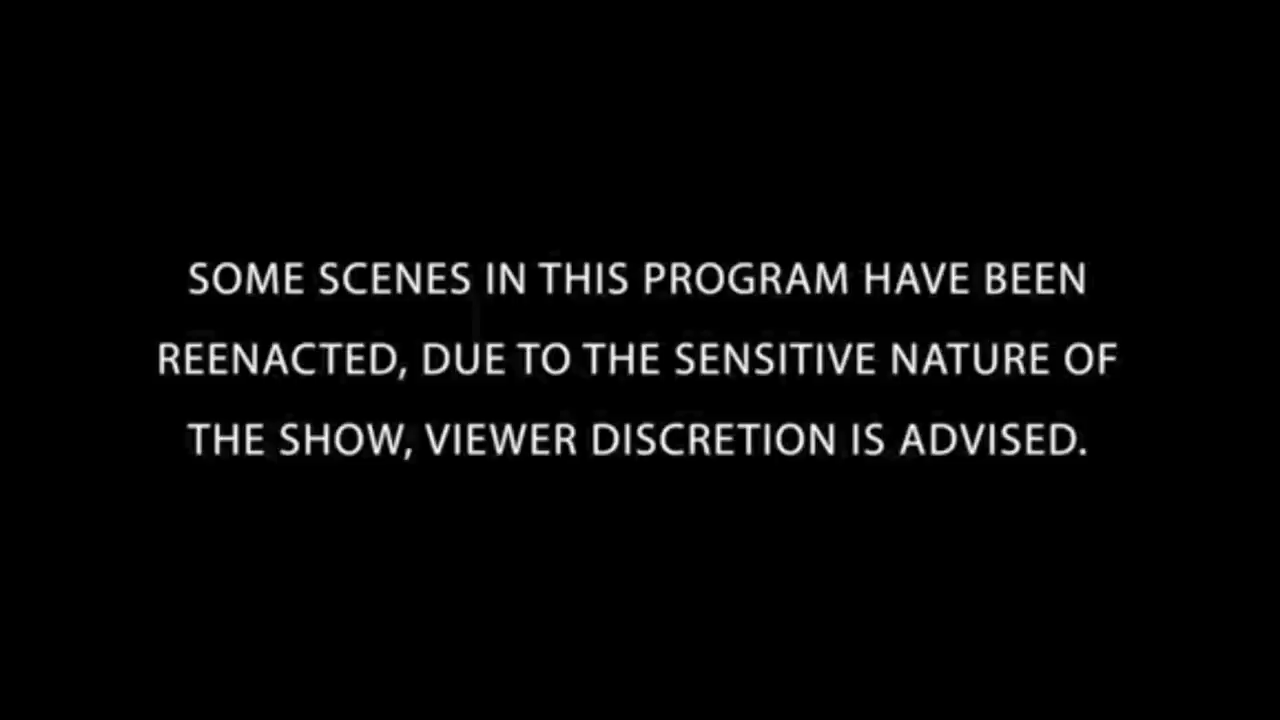 SOME SCENES IN THIS PROGRAM HAVE BEEN
REENACTED, DUE TO THE SENSITIVE NATURE OF
THE SHOW, VIEWER DISCRETION IS ADVISED.